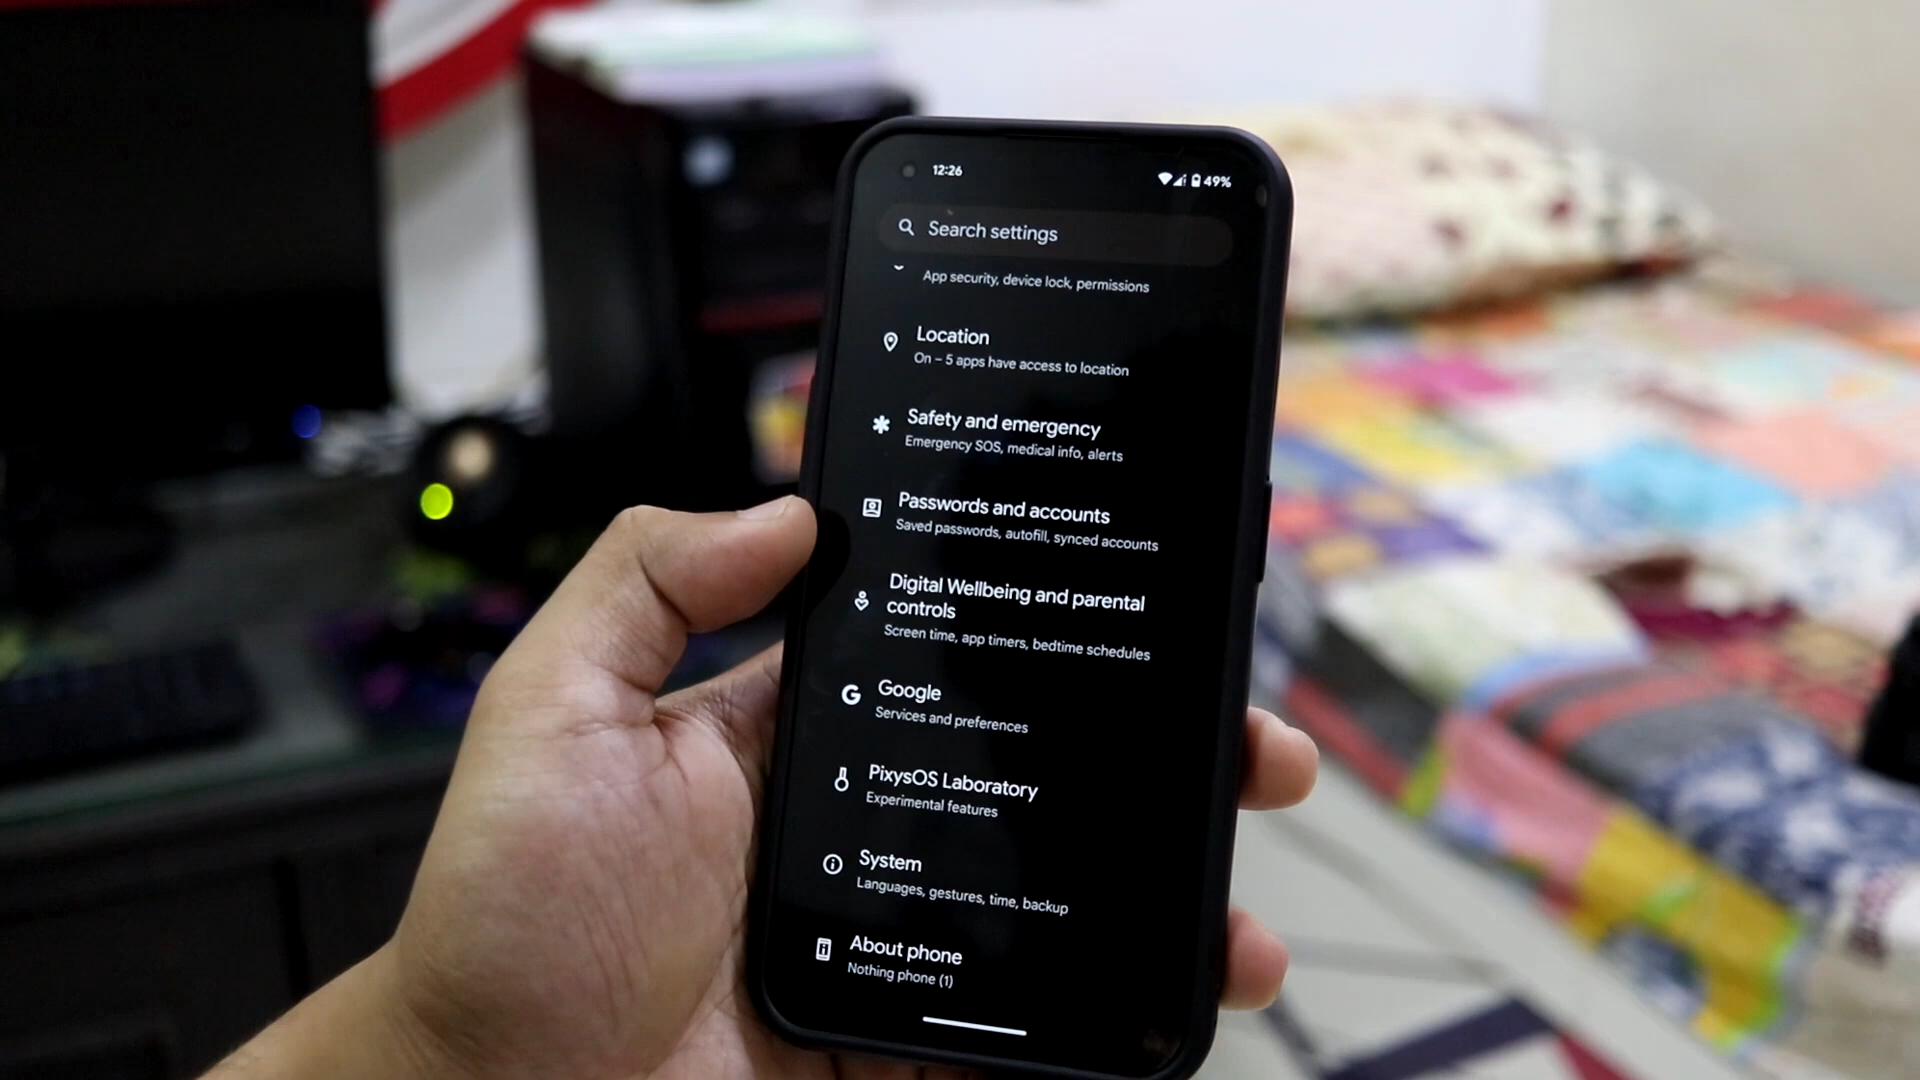 12:26
49%
Search settings
App security, device lock, permissions
Location
On – 5 apps have access to location
Safety and emergency
Emergency SOS, medical info, alerts
Passwords and accounts
Saved passwords, autofill, synced accounts
Digital Wellbeing and parental
controls
Screen time, app timers, bedtime schedules
Google
Services and preferences
PixysOS Laboratory
Experimental features
System
Languages, gestures, time, backup
About phone
Nothing phone (1)